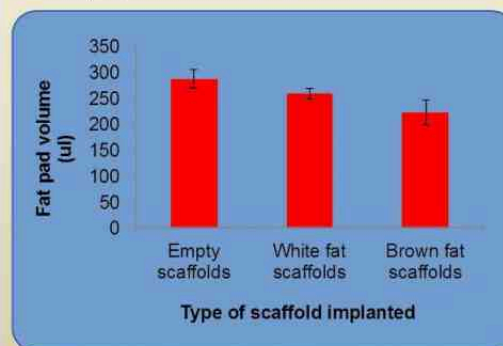 350
300
250
200
150
100
50
0
Fat pad volume
(ul)
Empty
scaffolds
White fat
scaffolds
Brown fat
scaffolds
Type of scaffold implanted